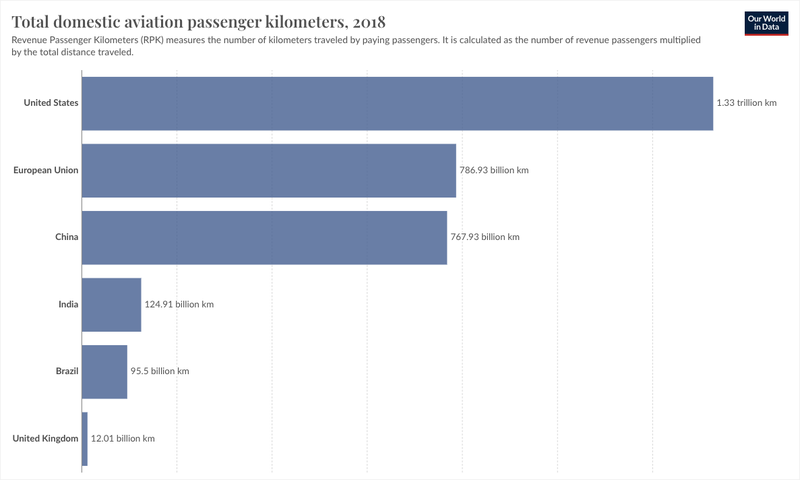 Total domestic aviation passenger kilometers, 2018
Our World
in Data
Revenue Passenger Kilometers (RPK) measures the number of kilometers traveled by paying passengers. It is calculated as the number of revenue passengers multiplied
by the total distance traveled.
United States
1.33 trillion km
European Union
786.93 billion km
China
767.93 billion km
India
124.91 billion km
Brazil
95.5 billion km
United Kingdom
12.01 billion km